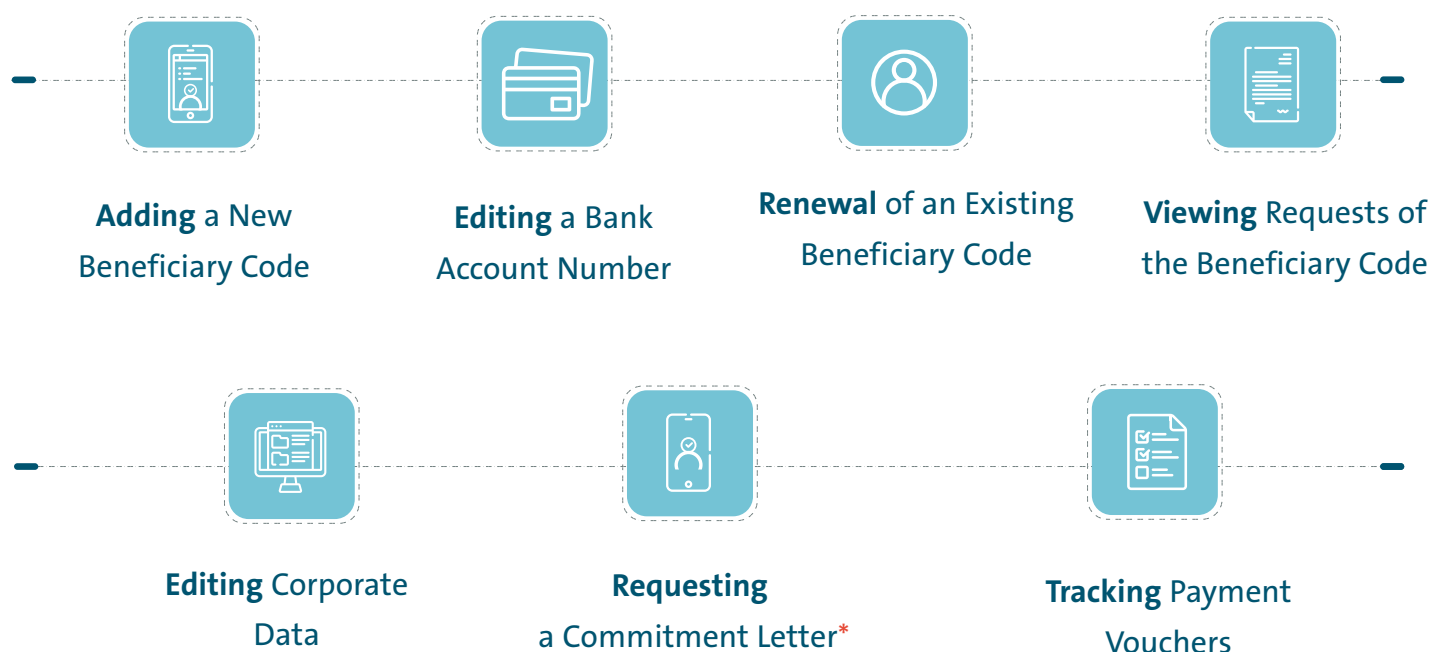 Adding a New
Beneficiary Code
Editing a Bank
Account Number
Renewal of an Existing
Beneficiary Code
Viewing Requests of
the Beneficiary Code
Editing Corporate
Data
Requesting
a Commitment Letter*
Tracking Payment
Vouchers